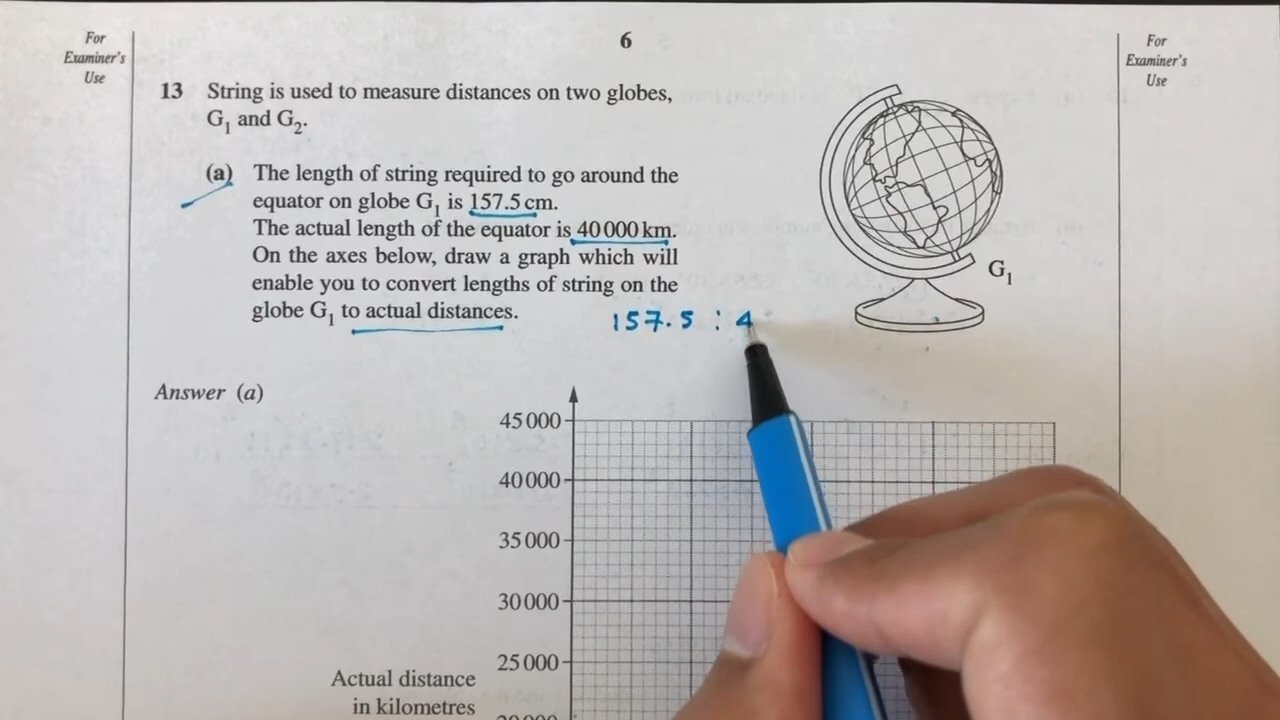 For
Examiner's
Use
6
For
Examiner's
Use
13 String is used to measure distances on two globes,
G₁ and G₂.
(a) The length of string required to go around the
equator on globe G₁ is 157.5 cm.
The actual length of the equator is 40 000 km.
On the axes below, draw a graph which will
enable you to convert lengths of string on the
globe G₁ to actual distances.
G₁
157.5 : 4
Answer (a)
45 000
40 000
35 000
30 000
25 000
Actual distance
in kilometres